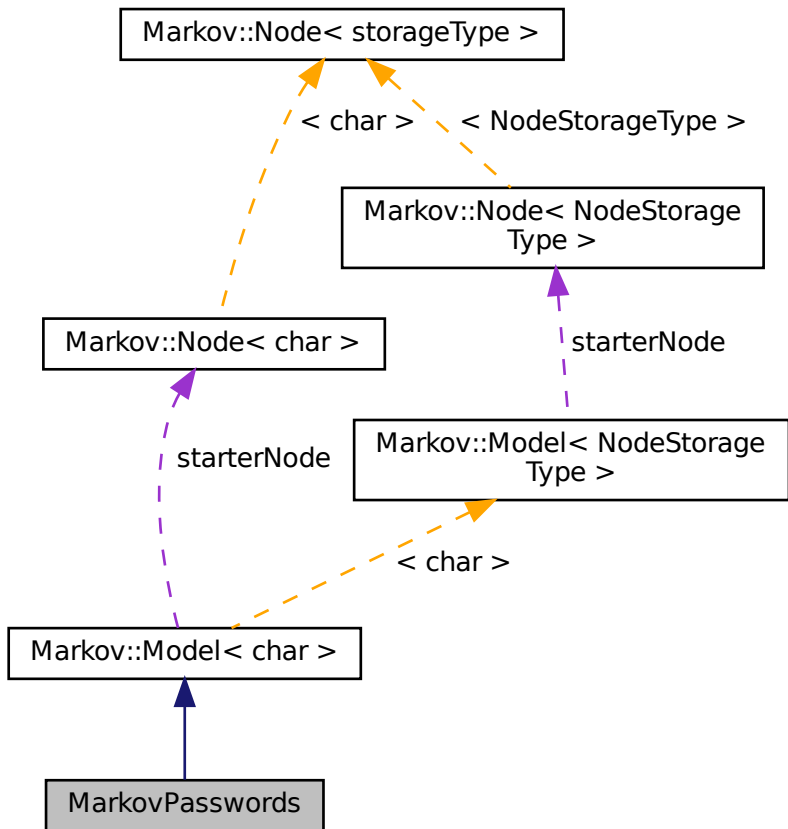 Markov::Node< storageType >
< char >
< NodeStorageType >
Markov::Node< NodeStorage
Type >
Markov::Node< char >
starterNode
Markov::Model< NodeStorage
Type >
starterNode
< char >
Markov::Model< char >
MarkovPasswords